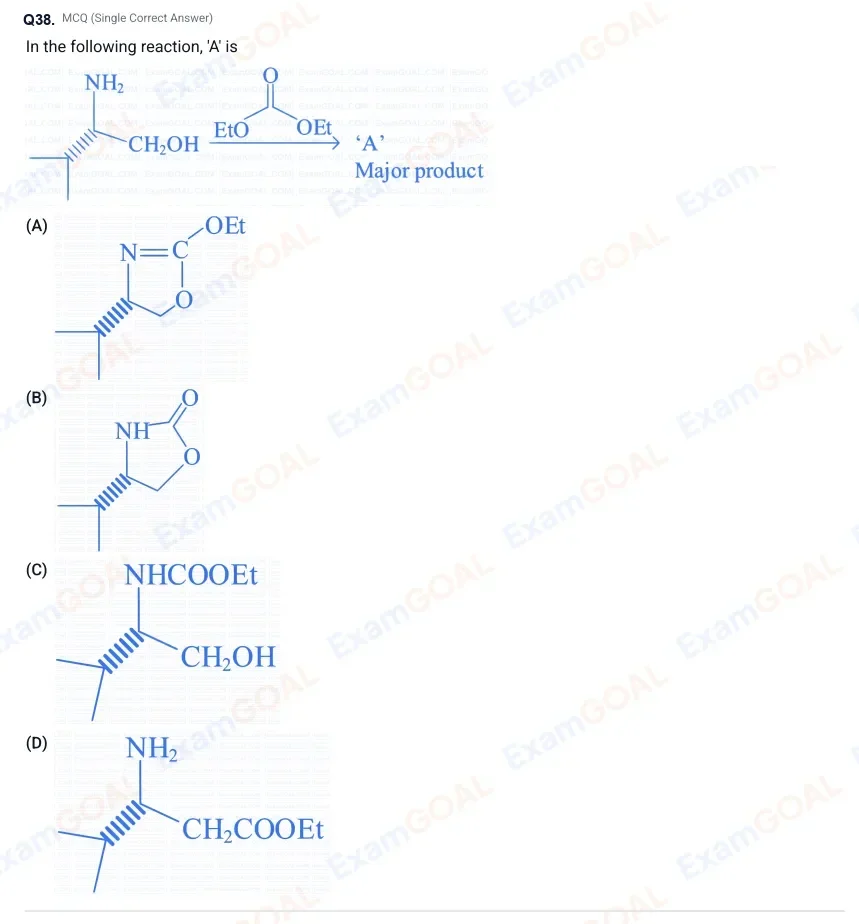 Q38. MCQ (Single Correct Answer)
In the following reaction, 'A' is
NH₂
CH₂OH
O
EtO
OEt
‘A’
Major product
(A)
OEt
N=C
O
(B)
O
NH
O
(C)
NHCOOEt
CH₂OH
(D)
NH₂
CH₂COOEt
ExamGOAL